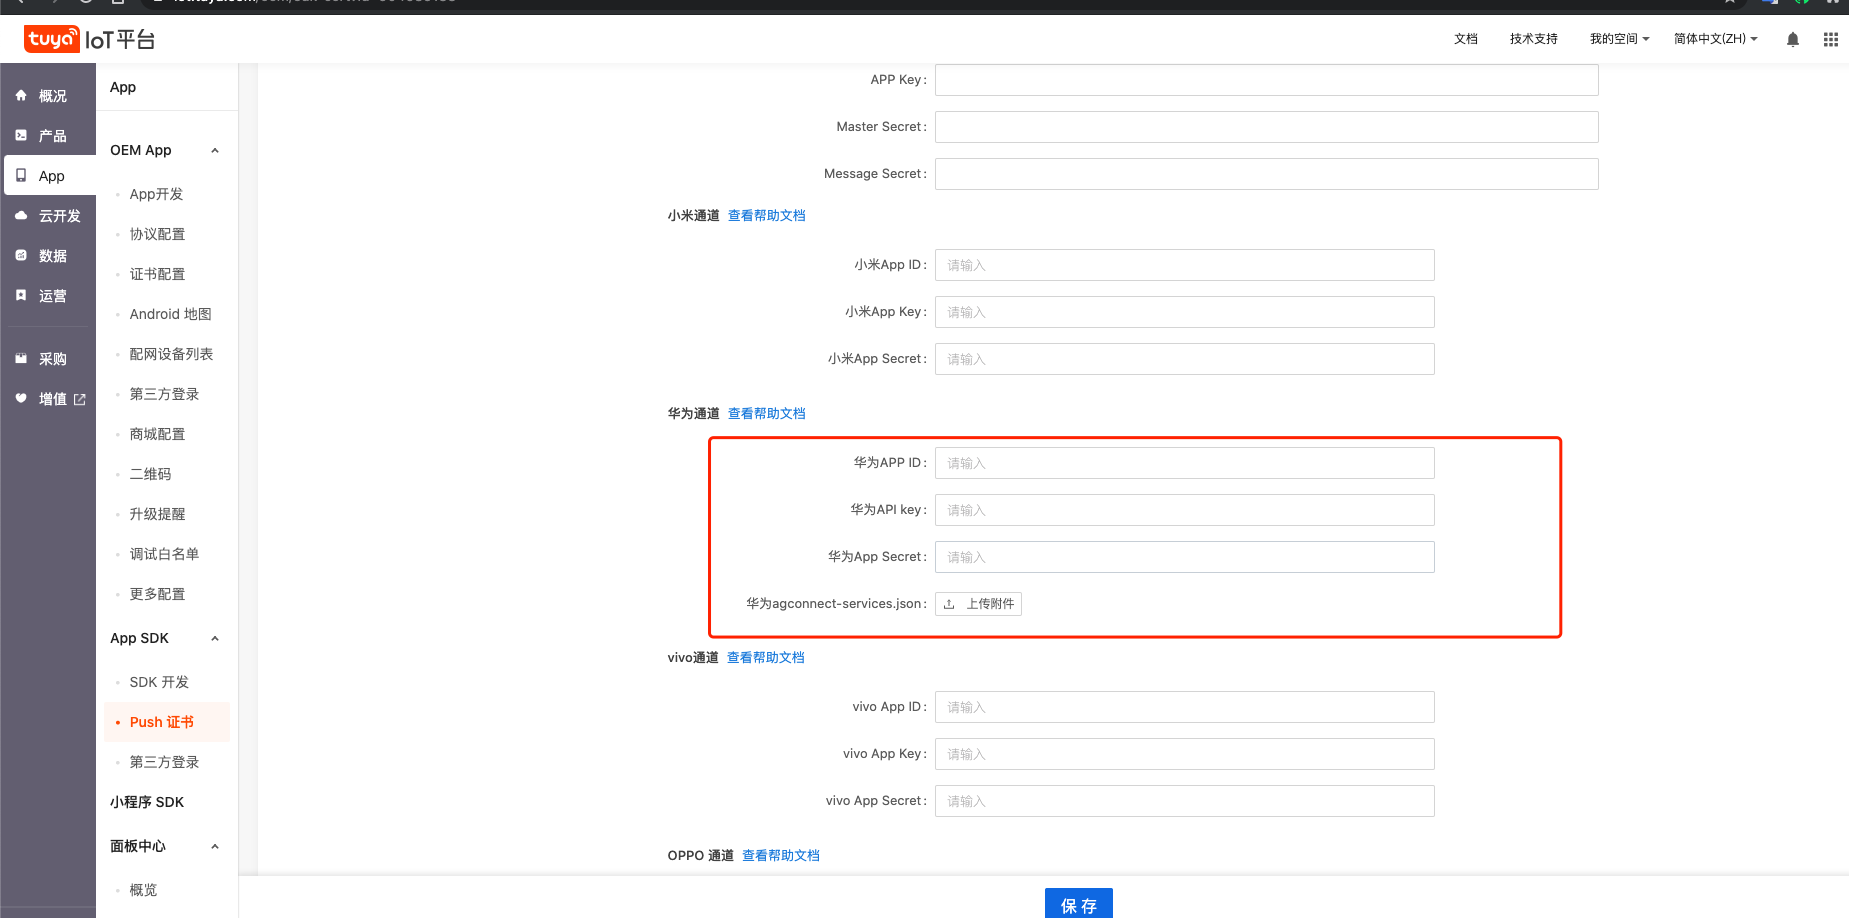 tuya IoT平台
文档
技术支持
我的空间
简体中文(ZH)
概况
产品
App
云开发
数据
运营
采购
增值
App
OEM App
App开发
协议配置
证书配置
Android 地图
配网设备列表
第三方登录
商城配置
二维码
升级提醒
调试白名单
更多配置
App SDK
SDK 开发
Push 证书
第三方登录
小程序 SDK
面板中心
概览
APP Key:
Master Secret:
Message Secret:
小米通道 查看帮助文档
小米App ID: 请输入
小米App Key: 请输入
小米App Secret: 请输入
华为通道 查看帮助文档
华为APP ID: 请输入
华为API key: 请输入
华为App Secret: 请输入
华为agconnect-services.json: 上传附件
vivo通道 查看帮助文档
vivo App ID: 请输入
vivo App Key: 请输入
vivo App Secret: 请输入
OPPO 通道 查看帮助文档
保 存